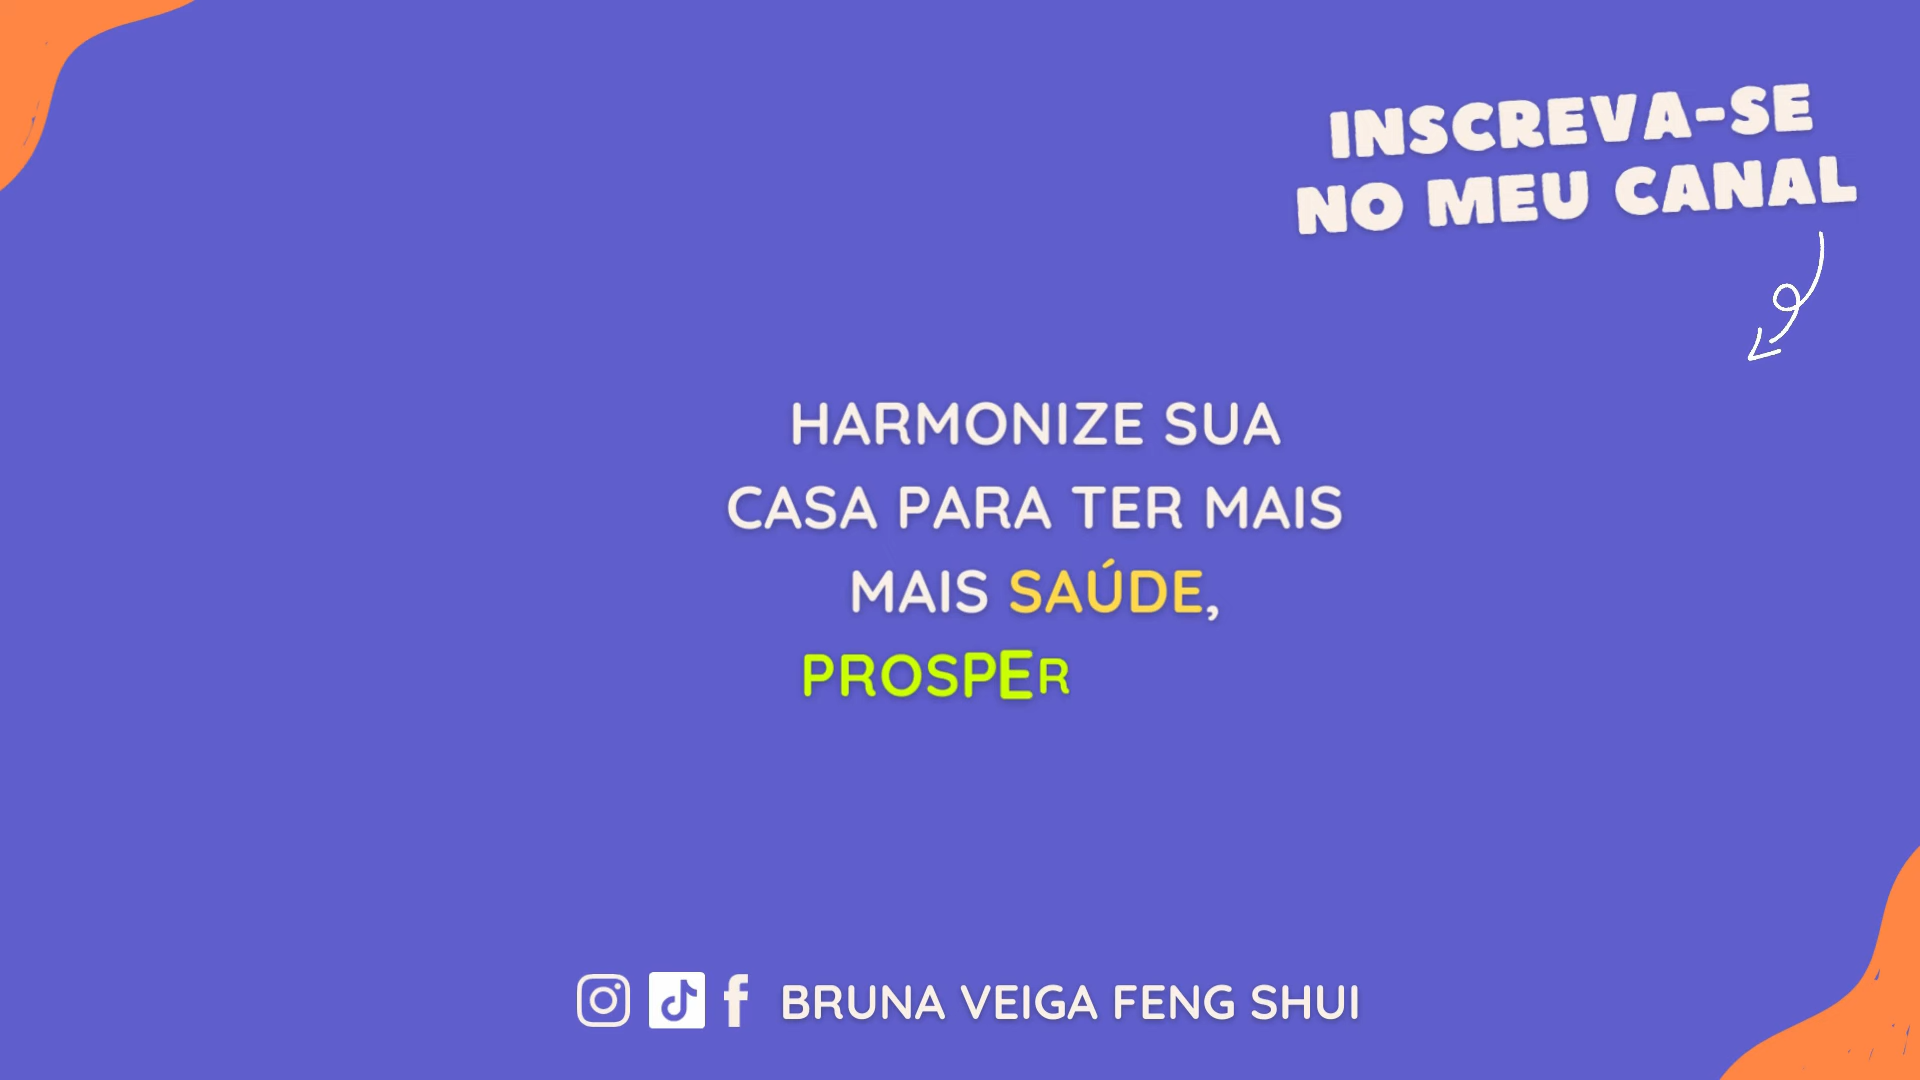 INSCREVA-SE
NO MEU CANAL
HARMONIZE SUA
CASA PARA TER MAIS
MAIS SAÚDE,
PROSPER
BRUNA VEIGA FENG SHUI